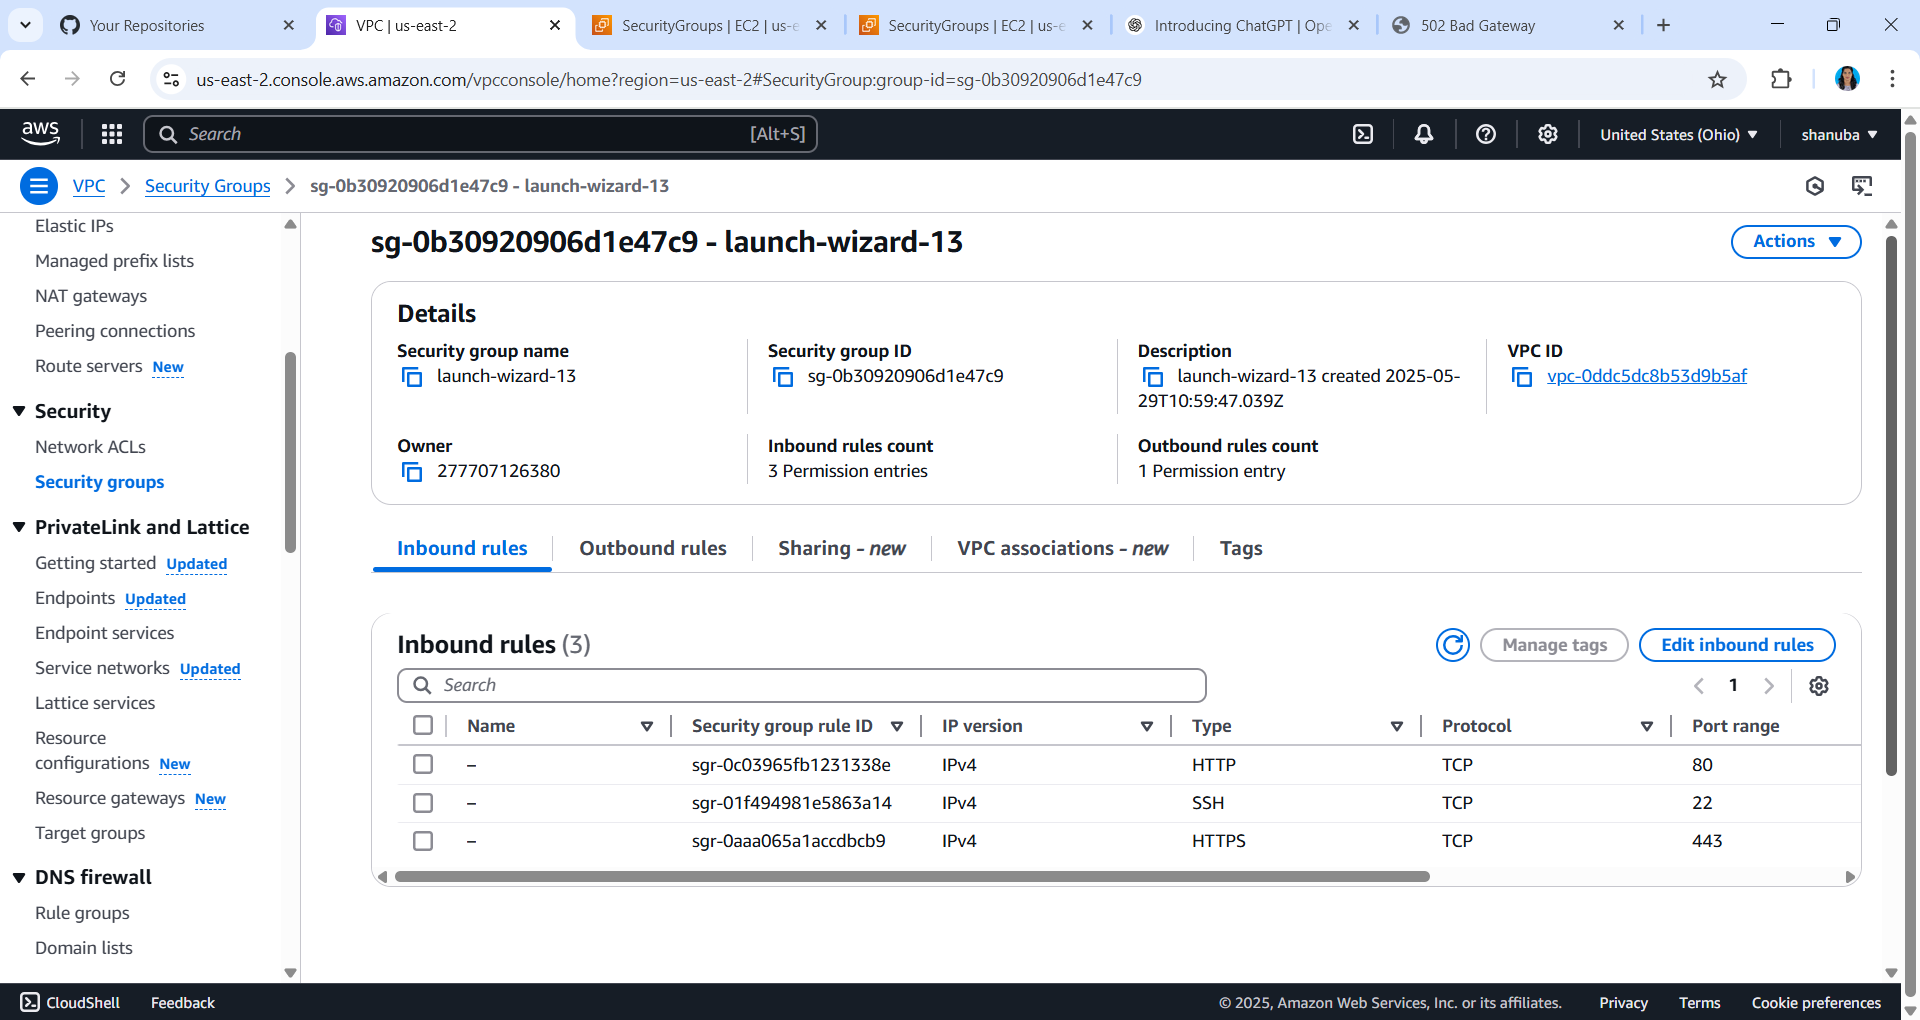 Your Repositories
VPC | us-east-2
SecurityGroups | EC2 | us-e
SecurityGroups | EC2 | us-e
Introducing ChatGPT | Ope
502 Bad Gateway
us-east-2.console.aws.amazon.com/vpcconsole/home?region=us-east-2#SecurityGroup:group-id=sg-0b30920906d1e47c9
aws
Search
[Alt+S]
United States (Ohio)
shanuba
VPC
Security Groups
sg-0b30920906d1e47c9 - launch-wizard-13
Elastic IPs
Managed prefix lists
NAT gateways
Peering connections
Route servers New
Security
Network ACLs
Security groups
PrivateLink and Lattice
Getting started Updated
Endpoints Updated
Endpoint services
Service networks Updated
Lattice services
Resource
configurations New
Resource gateways New
Target groups
DNS firewall
Rule groups
Domain lists
sg-0b30920906d1e47c9 - launch-wizard-13
Actions
Details
Security group name
launch-wizard-13
Security group ID
sg-0b30920906d1e47c9
Description
launch-wizard-13 created 2025-05-
29T10:59:47.039Z
VPC ID
vpc-0ddc5dc8b53d9b5af
Owner
277707126380
Inbound rules count
3 Permission entries
Outbound rules count
1 Permission entry
Inbound rules
Outbound rules
Sharing - new
VPC associations - new
Tags
Inbound rules (3)
Manage tags
Edit inbound rules
Search
1
Name Security group rule ID IP version Type Protocol Port range
– sgr-0c03965fb1231338e IPv4 HTTP TCP 80
– sgr-01f494981e5863a14 IPv4 SSH TCP 22
– sgr-0aaa065a1accdbcb9 IPv4 HTTPS TCP 443
CloudShell
Feedback
© 2025, Amazon Web Services, Inc. or its affiliates.
Privacy
Terms
Cookie preferences